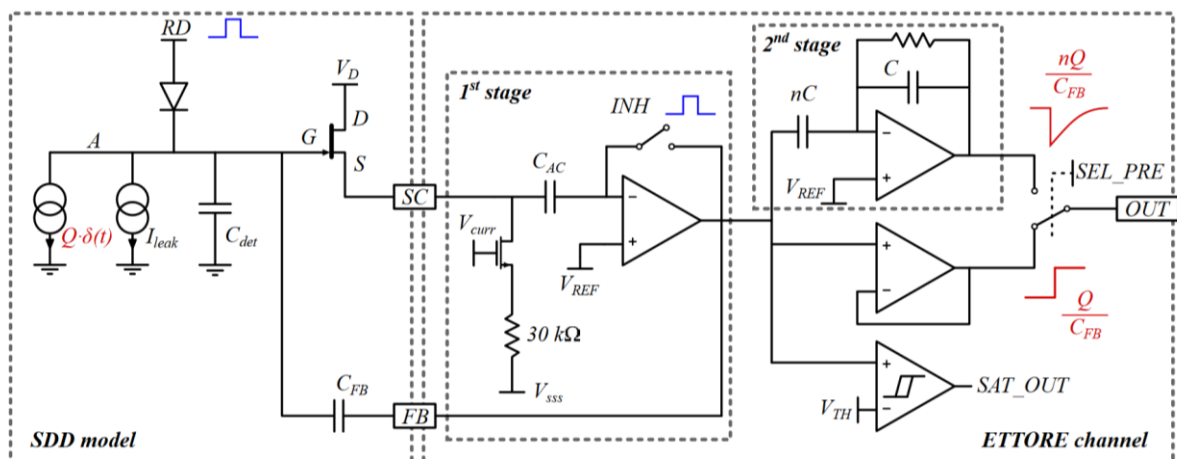 RD
V_D
D
G
S
A
Q·δ(t)
I_leak
C_det
C_FB
SDD model
SC
FB
1st stage
INH
C_AC
V_curr
V_REF
30 kΩ
V_sss
2nd stage
C
nC
V_REF
nQ
C_FB
SEL_PRE
OUT
Q
C_FB
SAT_OUT
V_TH
ETTORE channel
−
+
−
+
+
−
+
−